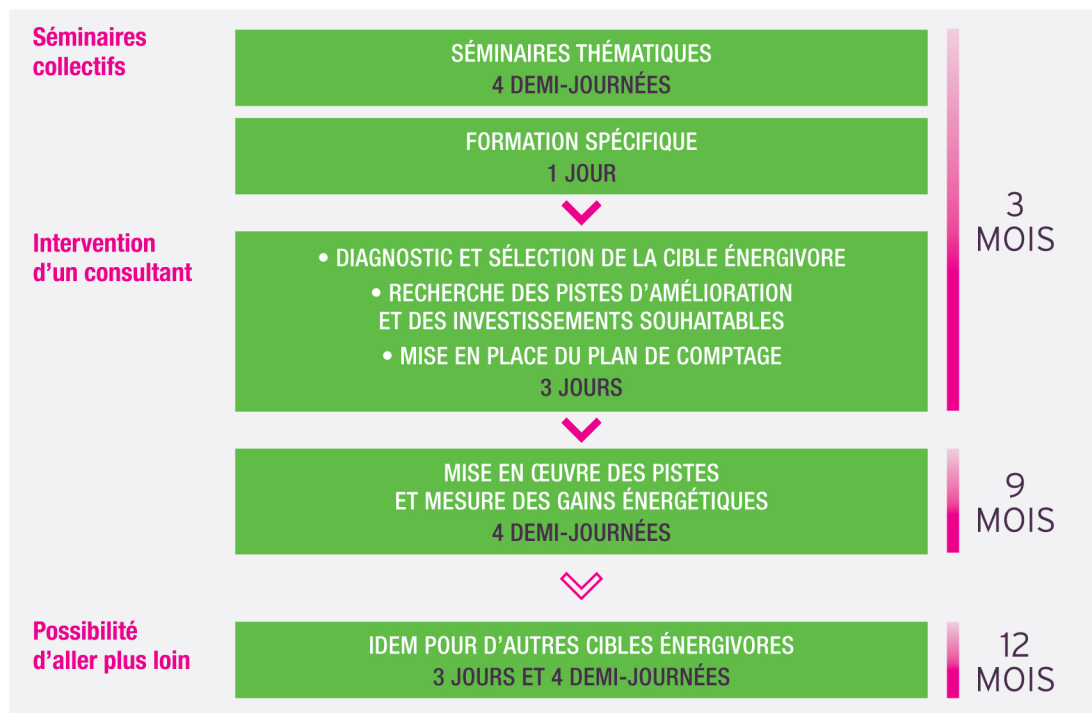 Séminaires
collectifs
SÉMINAIRES THÉMATIQUES
4 DEMI-JOURNÉES
FORMATION SPÉCIFIQUE
1 JOUR
3
MOIS
Intervention
d’un consultant
• DIAGNOSTIC ET SÉLECTION DE LA CIBLE ÉNERGIVORE
• RECHERCHE DES PISTES D’AMÉLIORATION
ET DES INVESTISSEMENTS SOUHAITABLES
• MISE EN PLACE DU PLAN DE COMPTAGE
3 JOURS
MISE EN ŒUVRE DES PISTES
ET MESURE DES GAINS ÉNERGÉTIQUES
4 DEMI-JOURNÉES
9
MOIS
Possibilité
d’aller plus loin
IDEM POUR D’AUTRES CIBLES ÉNERGIVORES
3 JOURS ET 4 DEMI-JOURNÉES
12
MOIS